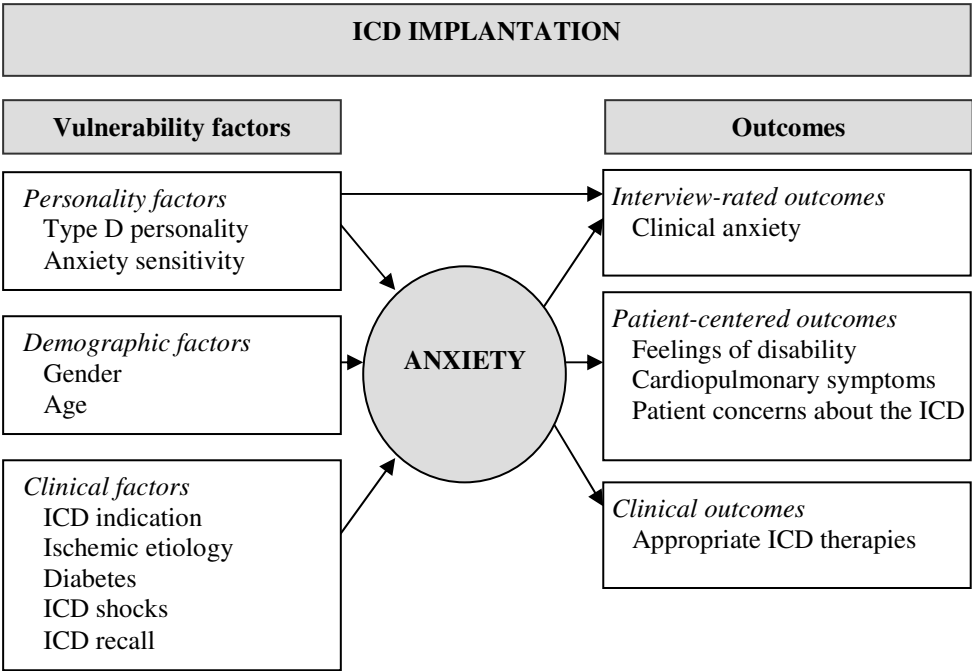 ICD IMPLANTATION
Vulnerability factors
Personality factors
Type D personality
Anxiety sensitivity
Demographic factors
Gender
Age
Clinical factors
ICD indication
Ischemic etiology
Diabetes
ICD shocks
ICD recall
ANXIETY
Outcomes
Interview-rated outcomes
Clinical anxiety
Patient-centered outcomes
Feelings of disability
Cardiopulmonary symptoms
Patient concerns about the ICD
Clinical outcomes
Appropriate ICD therapies